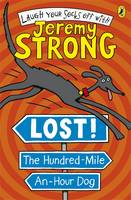 LAUGH YOUR SOCKS OFF WITH
JEREMY
STRONG
LOST!
The Hundred-Mile
An-Hour Dog